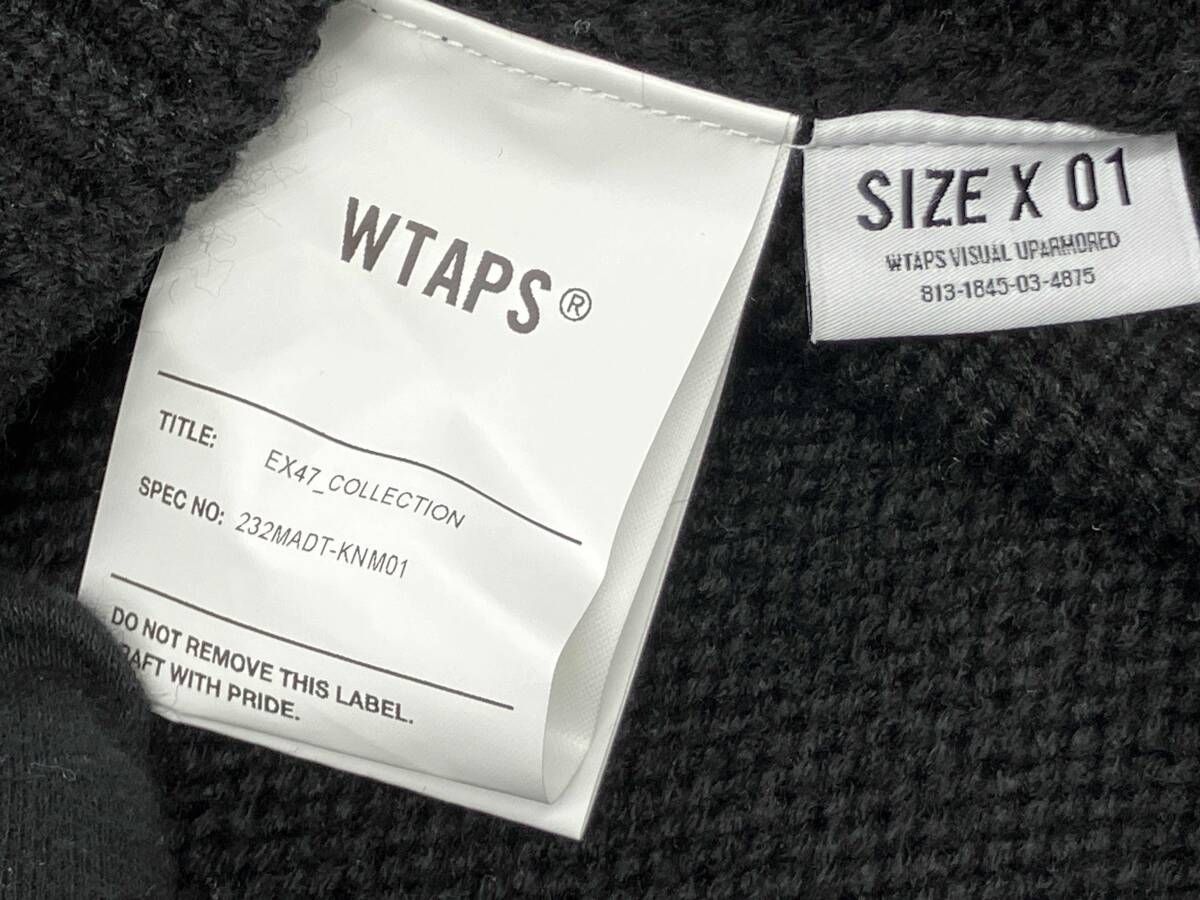 WTAPS®
TITLE: EX47_COLLECTION
SPEC NO: 232MADT-KNM01
DO NOT REMOVE THIS LABEL.
RAFT WITH PRIDE.
SIZE X 01
WTAPS VISUAL UPARMORED
813-1845-03-4875